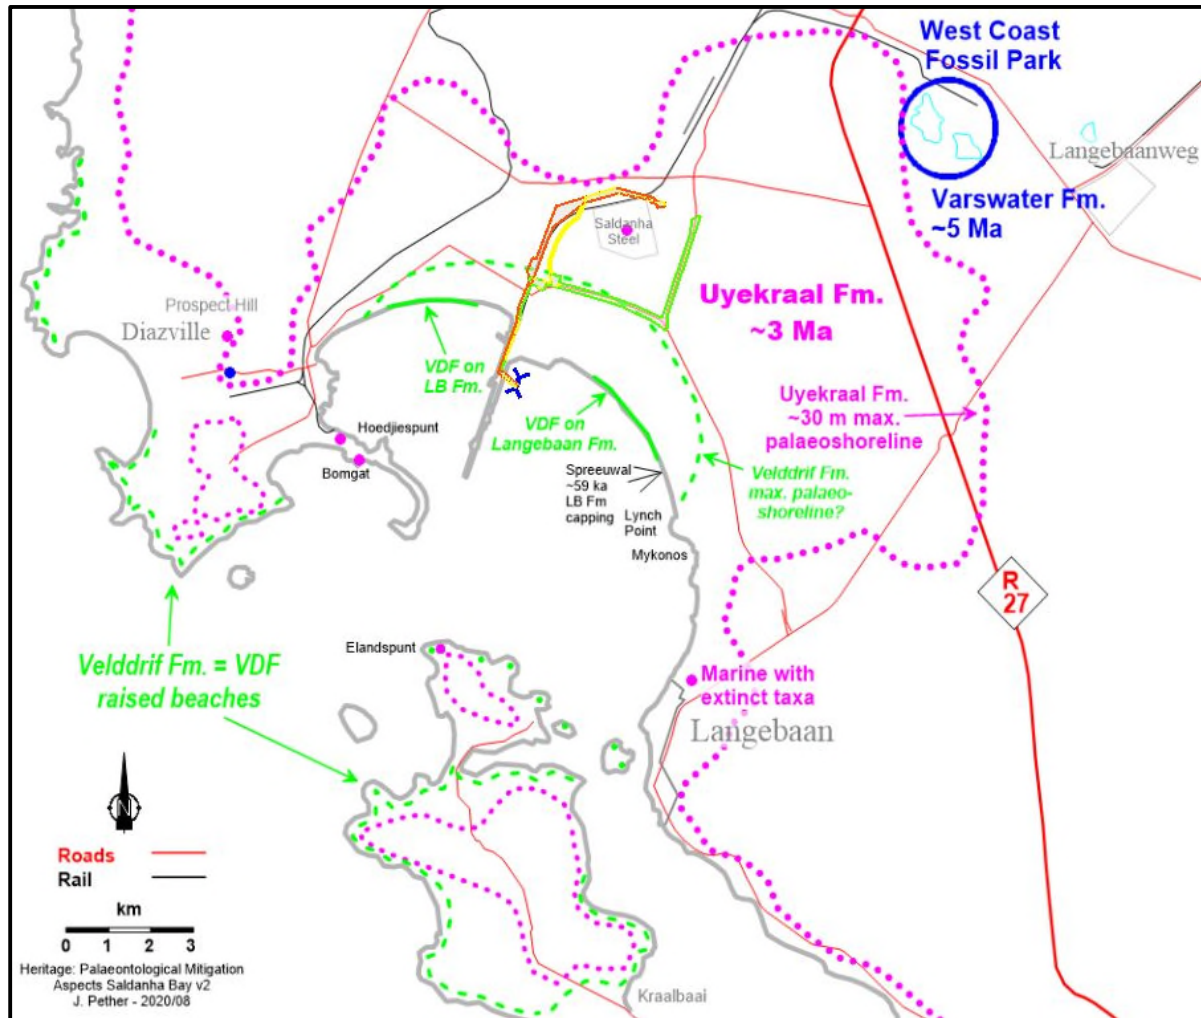 West Coast
Fossil Park
Langebaanweg
Varswater Fm.
~5 Ma
Saldanha
Steel
Uyekraal Fm.
~3 Ma
Prospect Hill
Diazville
VDF on
LB Fm.
Uyekraal Fm.
~30 m max.
palaeoshoreline
VDF on
Langebaan Fm.
Hoedjiespunt
Bomgat
Spreeuwal
~59 ka
LB Fm
capping
Lynch
Point
Mykonos
Velddrif Fm.
max. palaeo-
shoreline?
R
27
Elandspunt
Velddrif Fm. = VDF
raised beaches
Marine with
extinct taxa
Langebaan
N
Roads
Rail
km
0 1 2 3
Heritage: Palaeontological Mitigation
Aspects Saldanha Bay v2
J. Pether - 2020/08
Kraalbaai